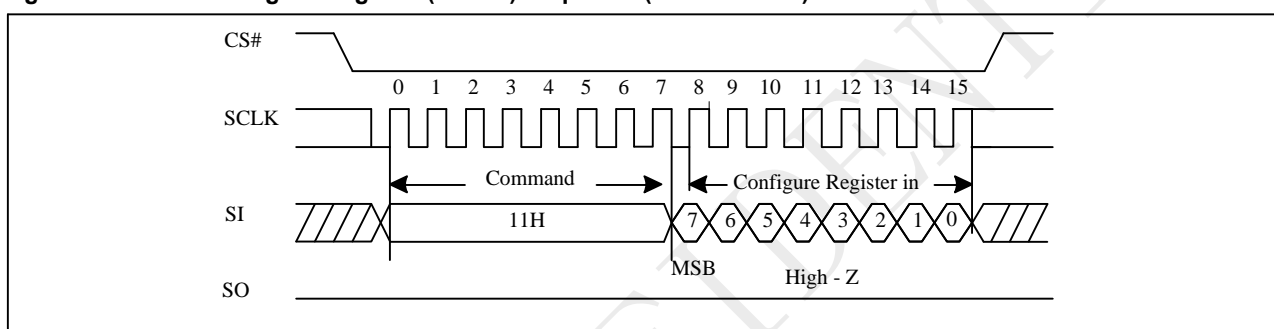 CS#
0 1 2 3 4 5 6 7 8 9 10 11 12 13 14 15
SCLK
Command
Configure Register in
SI
11H
7 6 5 4 3 2 1 0
MSB
High - Z
SO